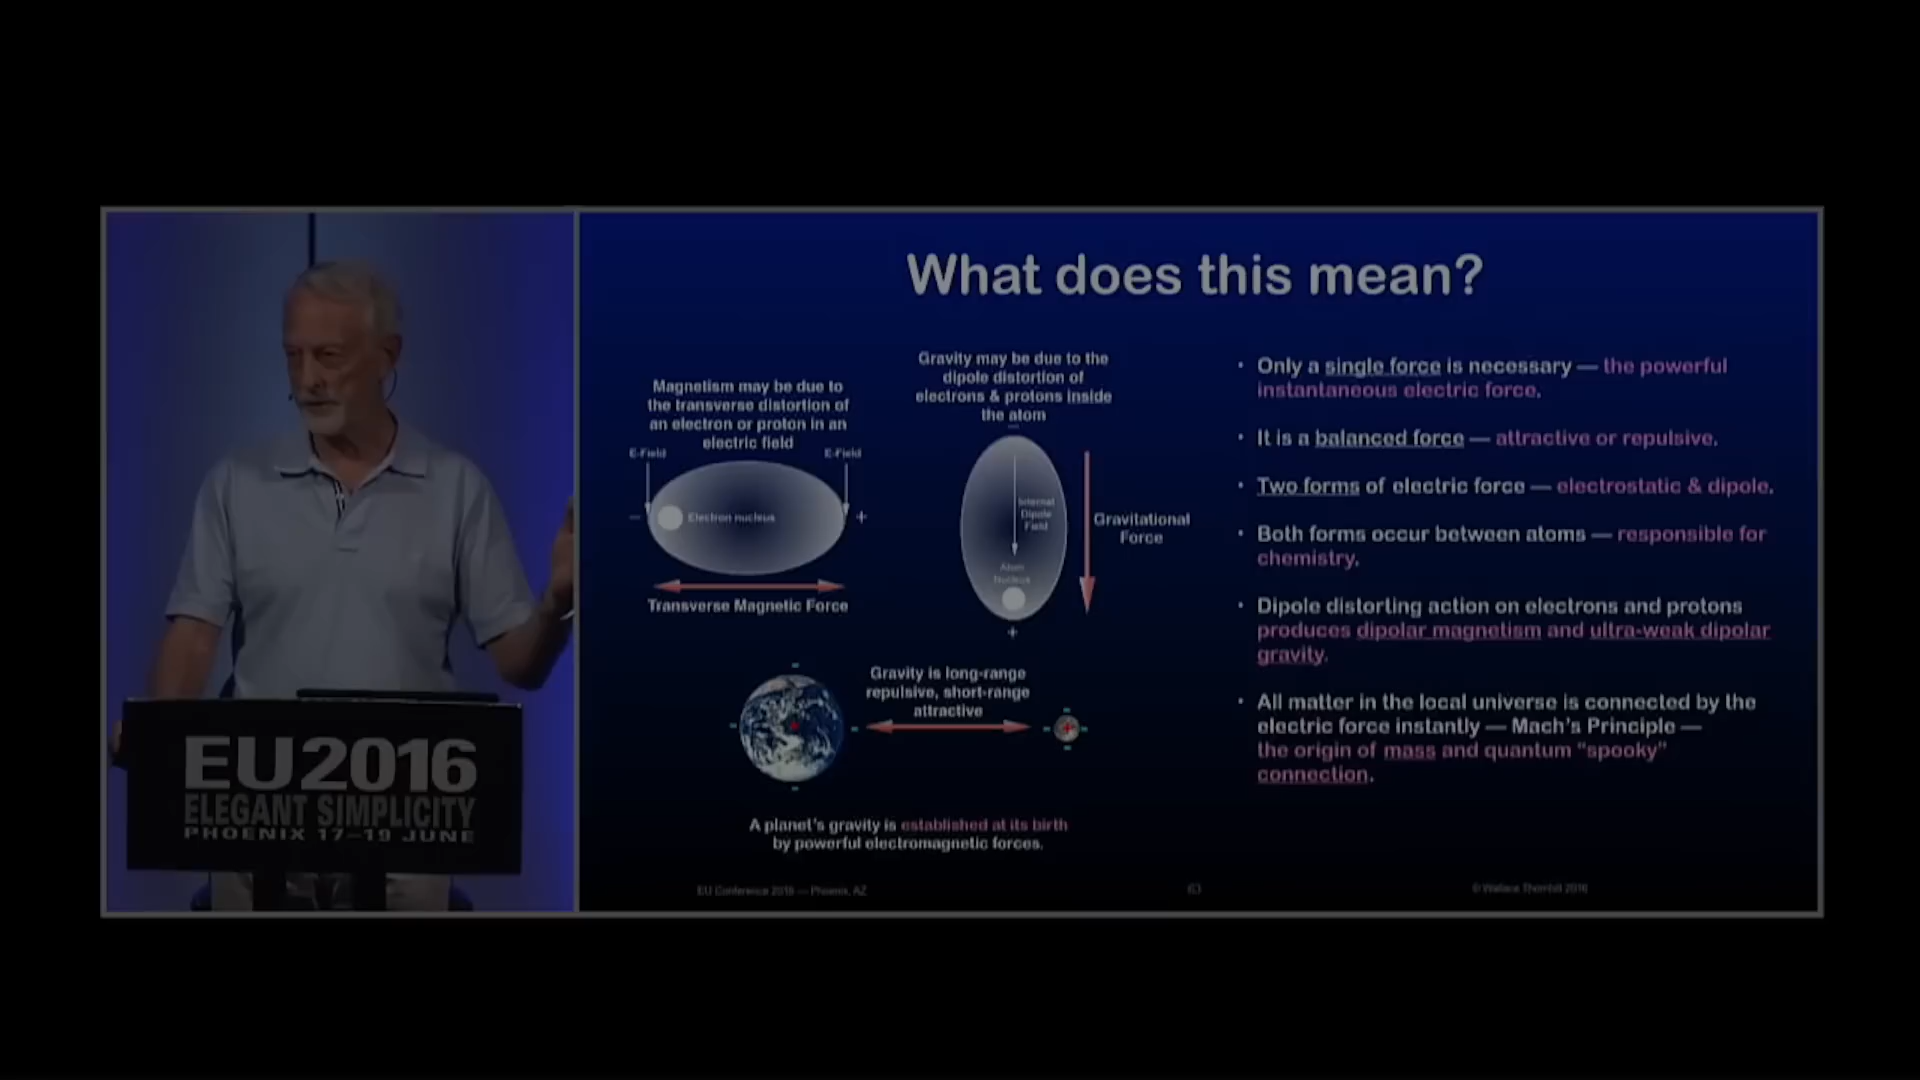 What does this mean?
Magnetism may be due to
the transverse distortion of
an electron or proton in an
electric field
E-Field
E-Field
−
Electron nucleus
+
Transverse Magnetic Force
Gravity may be due to the
dipole distortion of
electrons & protons inside
the atom
−
Internal
Dipole
Field
Atom
Nucleus
+
Gravitational
Force
Gravity is long-range
repulsive, short-range
attractive
A planet's gravity is established at its birth
by powerful electromagnetic forces.
• Only a single force is necessary — the powerful
instantaneous electric force.
• It is a balanced force — attractive or repulsive.
• Two forms of electric force — electrostatic & dipole.
• Both forms occur between atoms — responsible for
chemistry.
• Dipole distorting action on electrons and protons
produces dipolar magnetism and ultra-weak dipolar
gravity.
• All matter in the local universe is connected by the
electric force instantly — Mach's Principle —
the origin of mass and quantum "spooky"
connection.
EU Conference 2016 — Phoenix, AZ
63
© Wallace Thornhill 2016
EU2016
ELEGANT SIMPLICITY
PHOENIX 17–19 JUNE